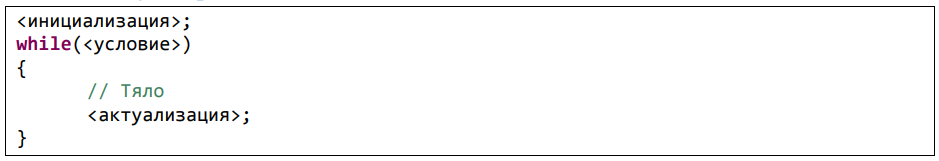 <инициализация>;
while(<условие>)
{
// Тяло
<актуализация>;
}